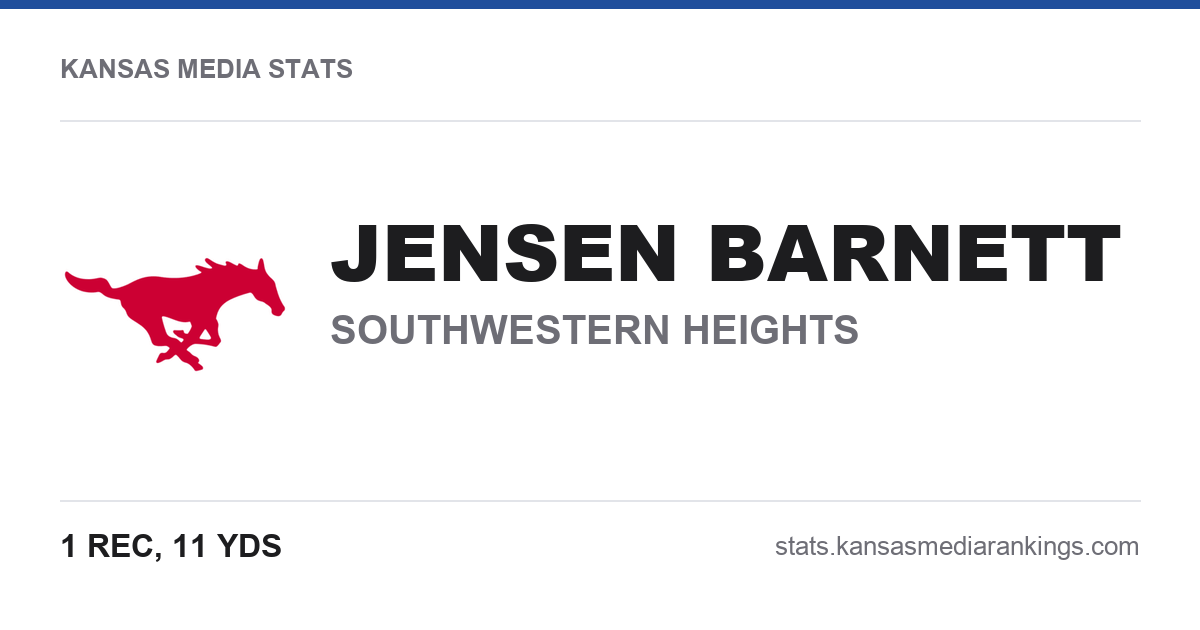 KANSAS MEDIA STATS
JENSEN BARNETT
SOUTHWESTERN HEIGHTS
1 REC, 11 YDS
stats.kansasmediarankings.com